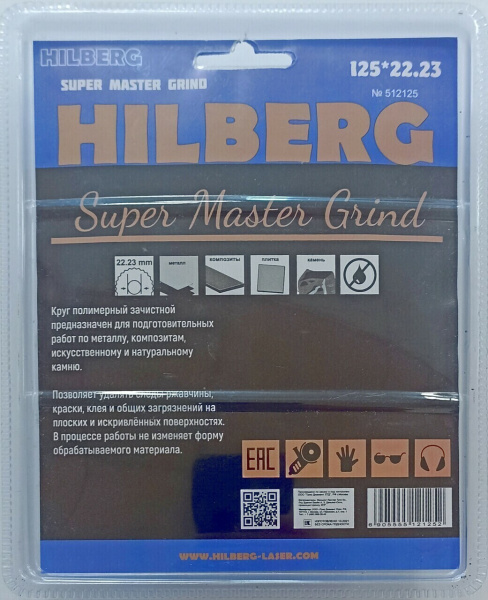 HILBERG
SUPER MASTER GRIND
125*22.23
№ 512125
HILBERG
Super Master Grind
22.23 mm
металл
композиты
плитка
камень
Круг полимерный зачистной
предназначен для подготовительных
работ по металлу, композитам,
искусственному и натуральному
камню.
Позволяет удалять следы ржавчины,
краски, клея и общих загрязнений на
плоских и искривлённых поверхностях.
В процессе работы не изменяет форму
обрабатываемого материала.
EAC
WWW.HILBERG-LASER.COM